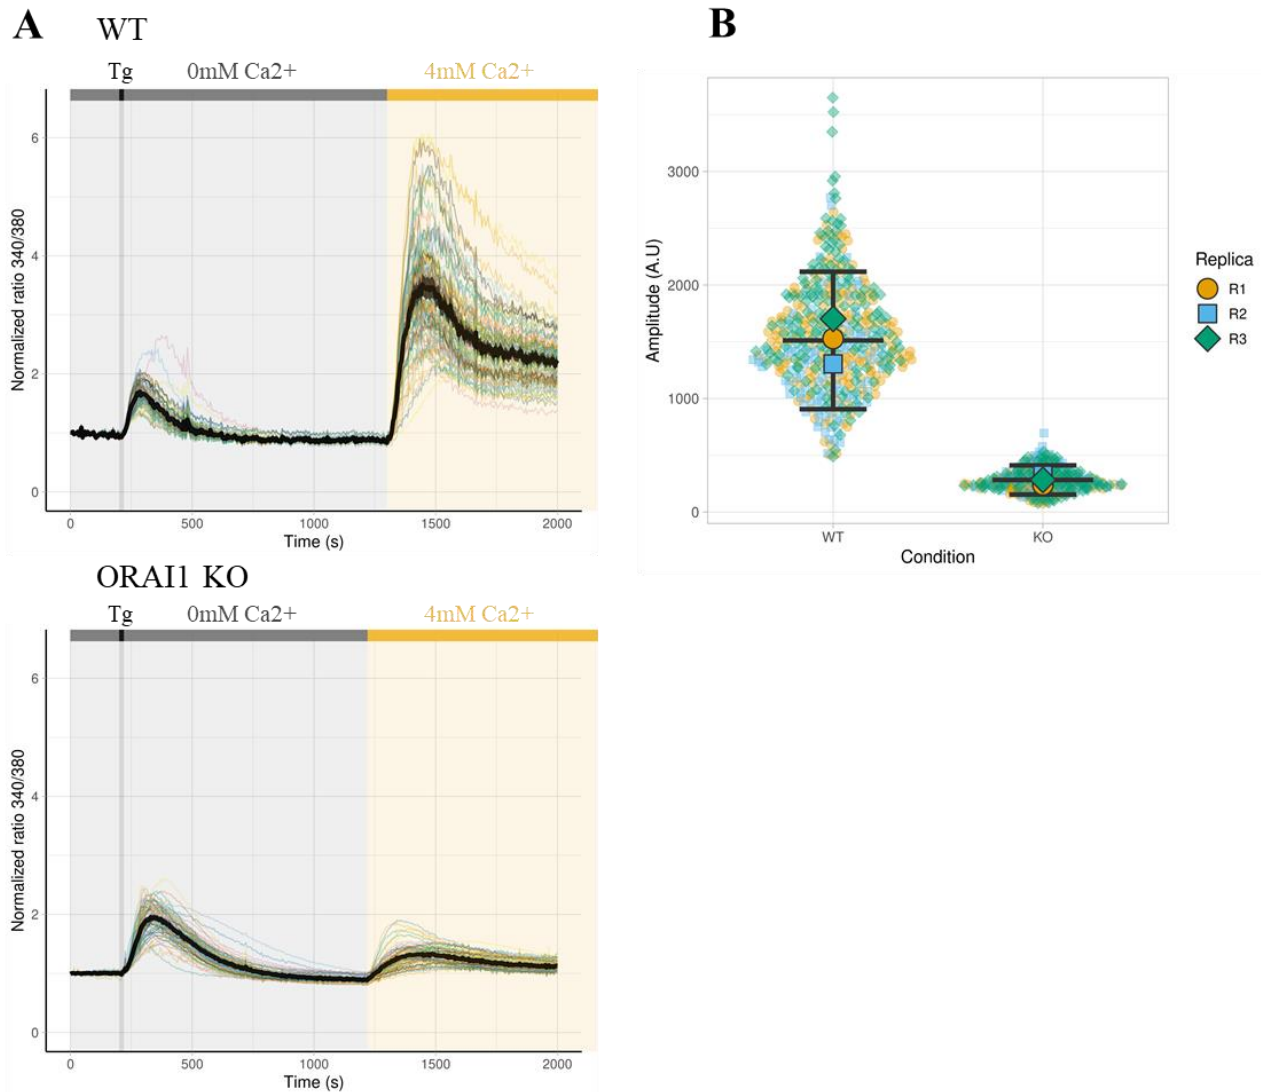 A
WT
Tg 0mM Ca2+ 4mM Ca2+
Normalized ratio 340/380
6
4
2
0
0 500 1000 1500 2000
Time (s)
ORAI1 KO
Tg 0mM Ca2+ 4mM Ca2+
Normalized ratio 340/380
6
4
2
0
0 500 1000 1500 2000
Time (s)
B
Amplitude (A.U)
3000
2000
1000
0
WT KO
Condition
Replica
R1
R2
R3